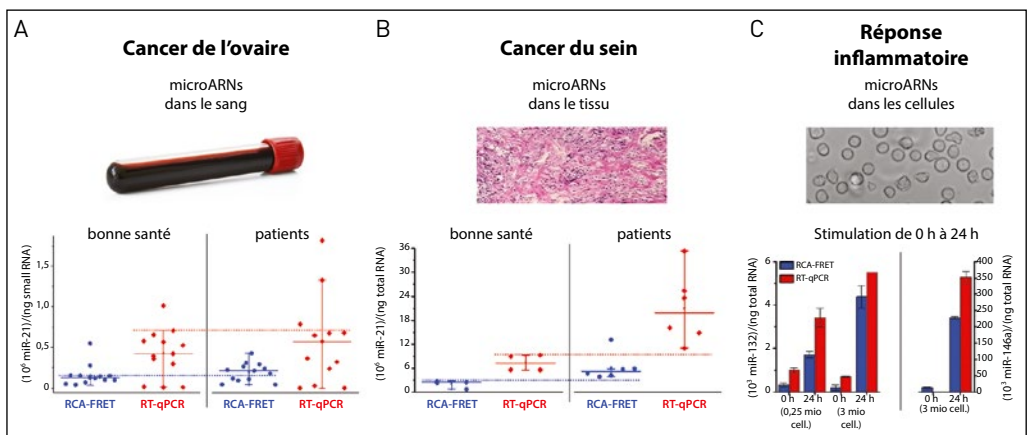 A
Cancer de l'ovaire
microARNs
dans le sang
bonne santé
patients
(10⁶ miR-21)/(ng small RNA)
1,5
1,0
0,5
0
RCA-FRET
RT-qPCR
RCA-FRET
RT-qPCR
B
Cancer du sein
microARNs
dans le tissu
bonne santé
patients
(10⁶ miR-21)/(ng total RNA)
36
28
21
14
7
0
RCA-FRET
RT-qPCR
RCA-FRET
RT-qPCR
C
Réponse
inflammatoire
microARNs
dans les cellules
Stimulation de 0 h à 24 h
RCA-FRET
RT-qPCR
(10³ miR-132)/(ng total RNA)
6
4
2
0
0 h 24 h
(0,25 mio
cell.)
0 h 24 h
(3 mio
cell.)
0 h 24 h
(3 mio cell.)
400
350
300
250
200
150
100
50
0
(10³ miR-146a)/(ng total RNA)